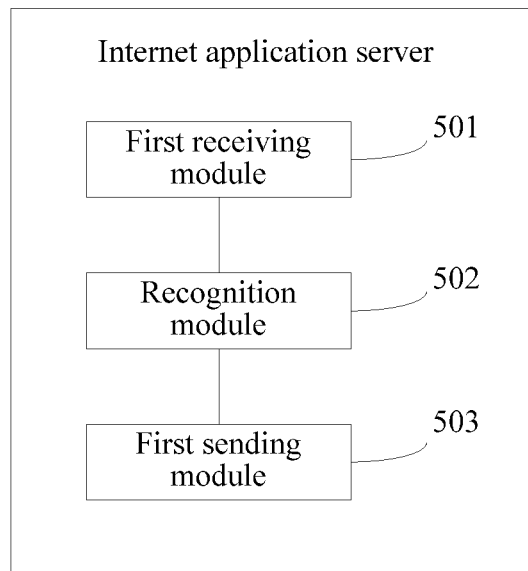 Internet application server
First receiving
module
501
Recognition
module
502
First sending
module
503